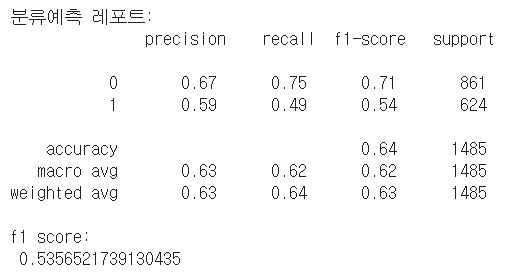 분류예측 레포트:
precision recall f1-score support
0 0.67 0.75 0.71 861
1 0.59 0.49 0.54 624
accuracy 0.64 1485
macro avg 0.63 0.62 0.62 1485
weighted avg 0.63 0.64 0.63 1485
f1 score:
0.5356521739130435